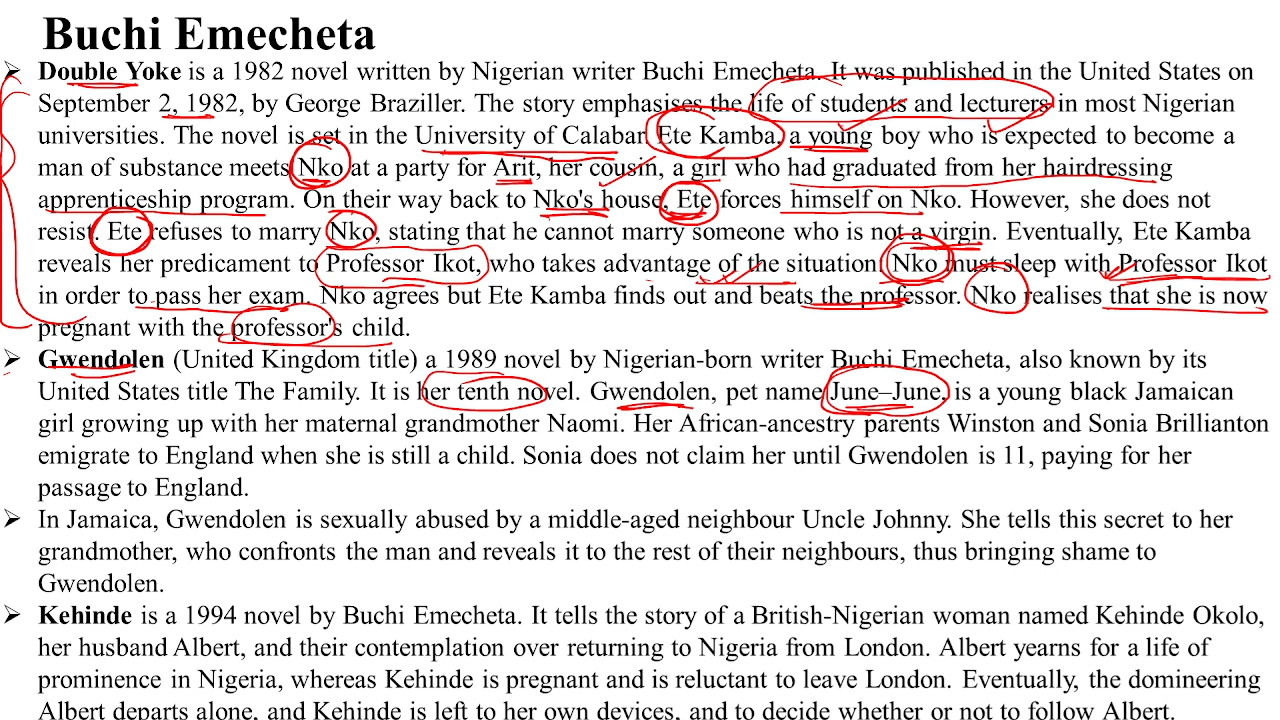 Buchi Emecheta
➢ Double Yoke is a 1982 novel written by Nigerian writer Buchi Emecheta. It was published in the United States on
September 2, 1982, by George Braziller. The story emphasises the life of students and lecturers in most Nigerian
universities. The novel is set in the University of Calabar. Ete Kamba, a young boy who is expected to become a
man of substance meets Nko at a party for Arit, her cousin, a girl who had graduated from her hairdressing
apprenticeship program. On their way back to Nko's house, Ete forces himself on Nko. However, she does not
resist. Ete refuses to marry Nko, stating that he cannot marry someone who is not a virgin. Eventually, Ete Kamba
reveals her predicament to Professor Ikot, who takes advantage of the situation. Nko must sleep with Professor Ikot
in order to pass her exam. Nko agrees but Ete Kamba finds out and beats the professor. Nko realises that she is now
pregnant with the professor's child.
➢ Gwendolen (United Kingdom title) a 1989 novel by Nigerian-born writer Buchi Emecheta, also known by its
United States title The Family. It is her tenth novel. Gwendolen, pet name June–June, is a young black Jamaican
girl growing up with her maternal grandmother Naomi. Her African-ancestry parents Winston and Sonia Brillianton
emigrate to England when she is still a child. Sonia does not claim her until Gwendolen is 11, paying for her
passage to England.
➢ In Jamaica, Gwendolen is sexually abused by a middle-aged neighbour Uncle Johnny. She tells this secret to her
grandmother, who confronts the man and reveals it to the rest of their neighbours, thus bringing shame to
Gwendolen.
➢ Kehinde is a 1994 novel by Buchi Emecheta. It tells the story of a British-Nigerian woman named Kehinde Okolo,
her husband Albert, and their contemplation over returning to Nigeria from London. Albert yearns for a life of
prominence in Nigeria, whereas Kehinde is pregnant and is reluctant to leave London. Eventually, the domineering
Albert departs alone, and Kehinde is left to her own devices, and to decide whether or not to follow Albert.